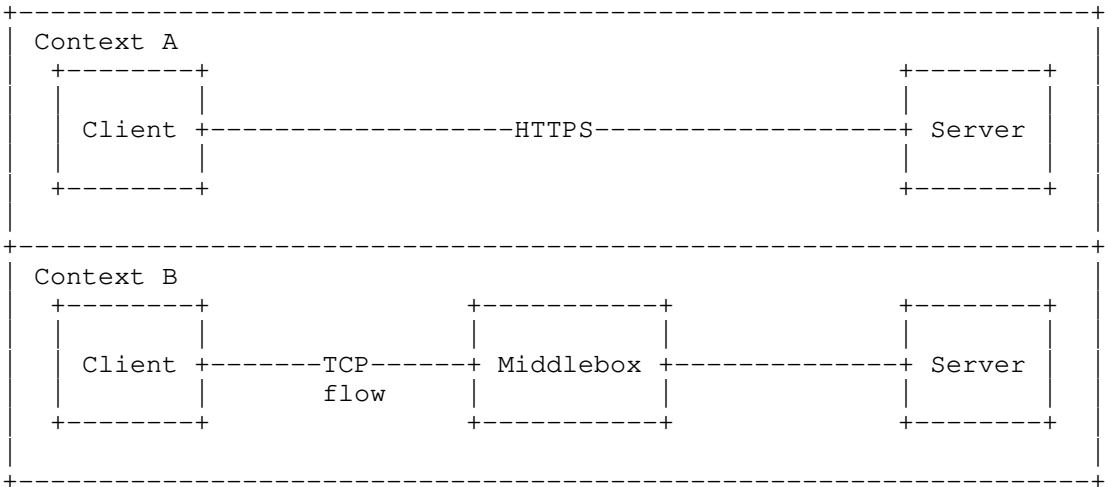 Context A
Client HTTPS Server
Context B
Client TCP Middlebox Server
flow